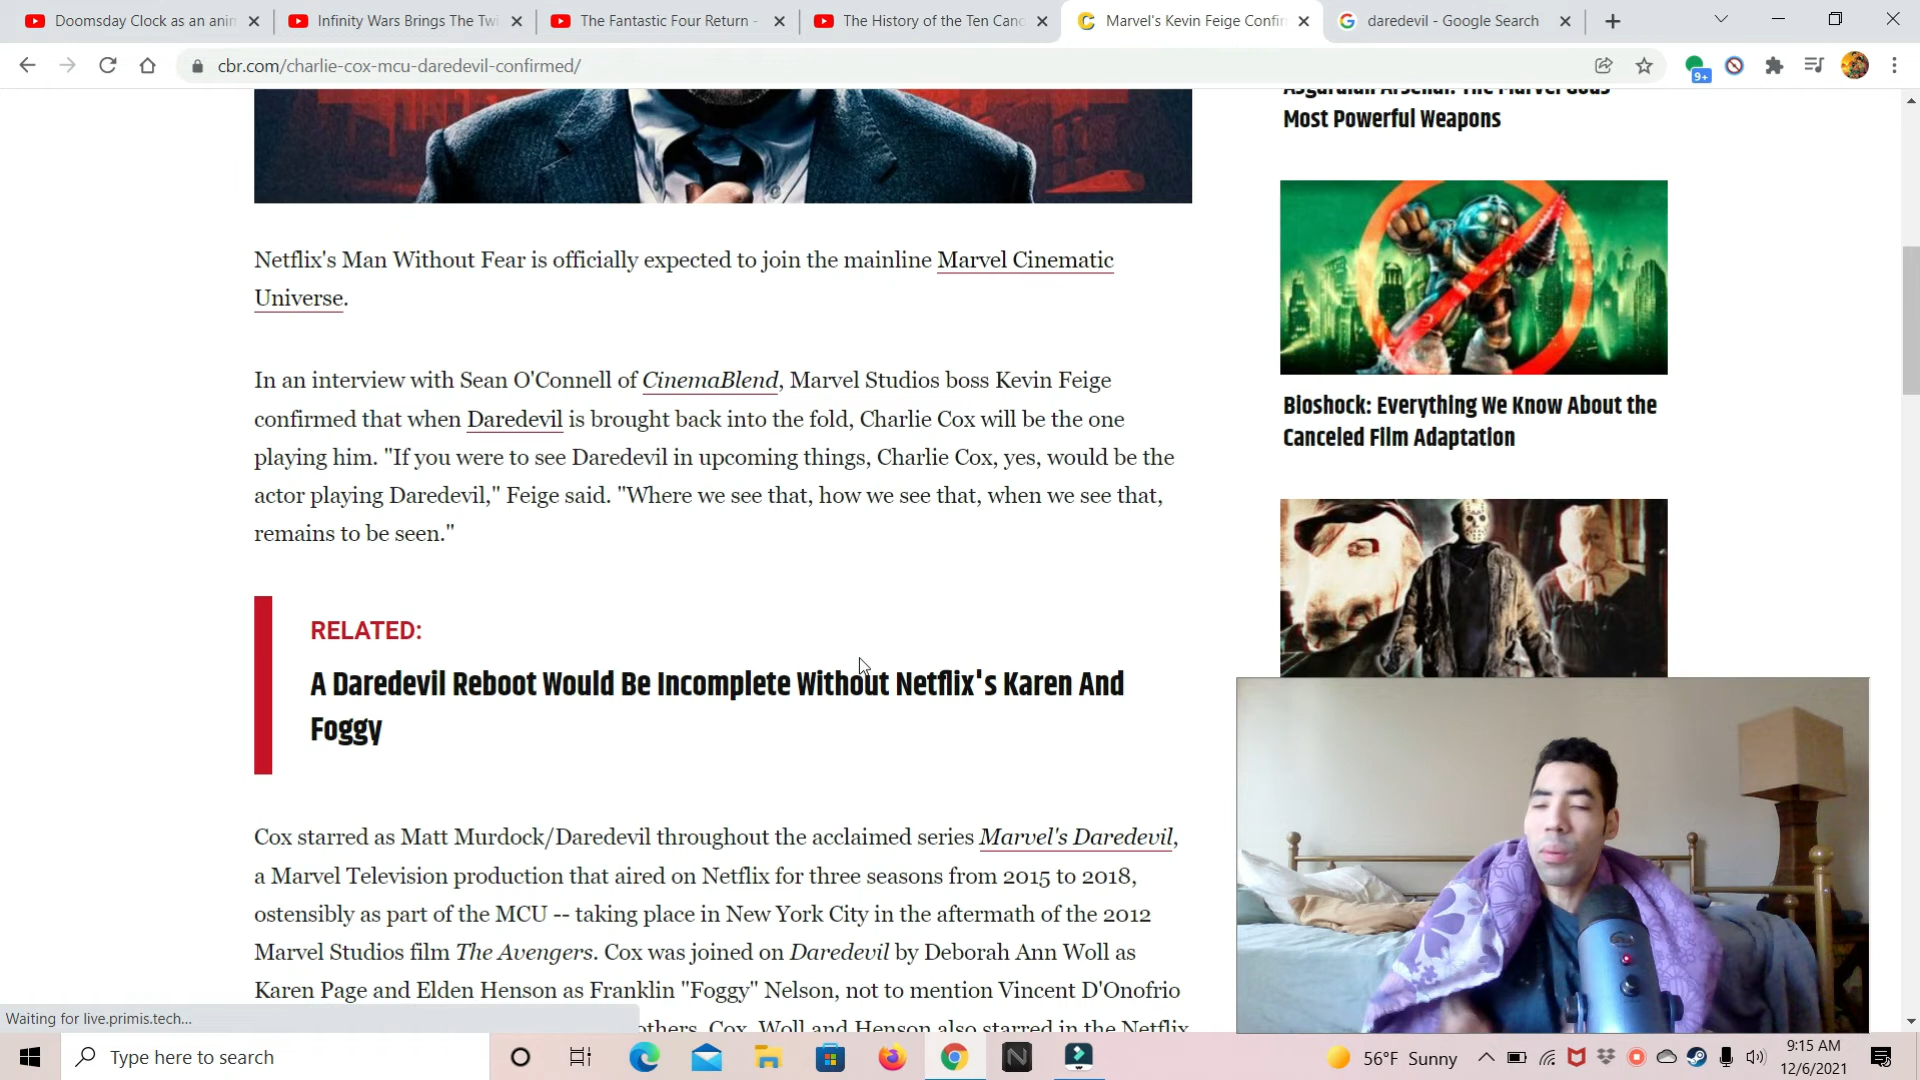 Doomsday Clock as an anim
Infinity Wars Brings The Twi
The Fantastic Four Return -
The History of the Ten Canc
Marvel's Kevin Feige Confir
daredevil - Google Search
cbr.com/charlie-cox-mcu-daredevil-confirmed/
9+
Asgardian Arsenal: The Marvel Gods'
Most Powerful Weapons
Netflix's Man Without Fear is officially expected to join the mainline Marvel Cinematic
Universe.
In an interview with Sean O'Connell of CinemaBlend, Marvel Studios boss Kevin Feige
confirmed that when Daredevil is brought back into the fold, Charlie Cox will be the one
playing him. "If you were to see Daredevil in upcoming things, Charlie Cox, yes, would be the
actor playing Daredevil," Feige said. "Where we see that, how we see that, when we see that,
remains to be seen."
Bioshock: Everything We Know About the
Canceled Film Adaptation
RELATED:
A Daredevil Reboot Would Be Incomplete Without Netflix's Karen And
Foggy
Cox starred as Matt Murdock/Daredevil throughout the acclaimed series Marvel's Daredevil,
a Marvel Television production that aired on Netflix for three seasons from 2015 to 2018,
ostensibly as part of the MCU -- taking place in New York City in the aftermath of the 2012
Marvel Studios film The Avengers. Cox was joined on Daredevil by Deborah Ann Woll as
Karen Page and Elden Henson as Franklin "Foggy" Nelson, not to mention Vincent D'Onofrio
others. Cox, Woll and Henson also starred in the Netflix
Waiting for live.primis.tech...
Type here to search
56°F Sunny
9:15 AM
12/6/2021